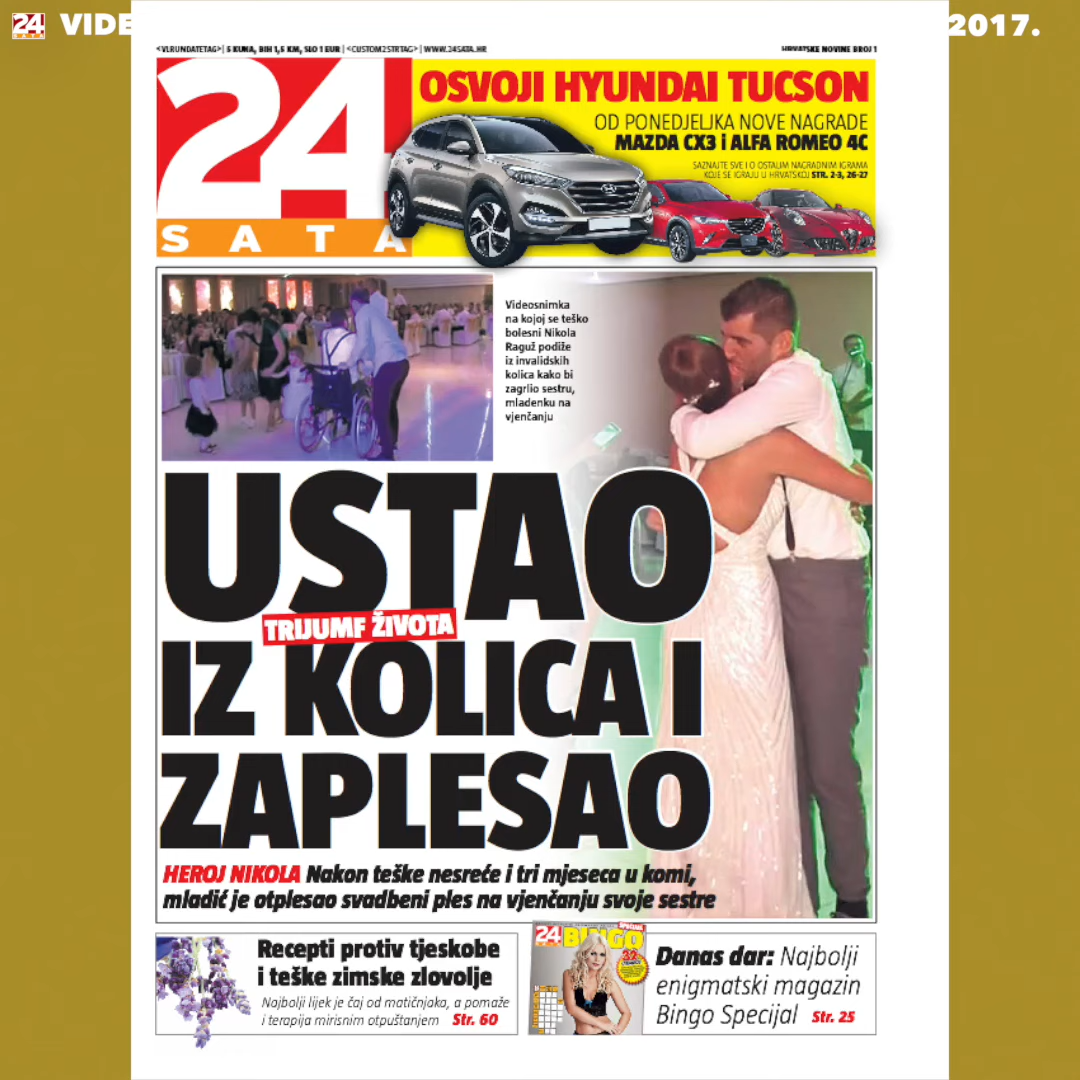 24
SATA
VIDE
2017.
<VLRUNDATETAG> | 5 KUNA, BIH 1,5 KM, SLO 1 EUR | <CUSTOM2STRTAG> | WWW.24SATA.HR
HRVATSKE NOVINE BROJ 1
24
SATA
OSVOJI HYUNDAI TUCSON
OD PONEDJELJKA NOVE NAGRADE
MAZDA CX3 i ALFA ROMEO 4C
SAZNAJTE SVE I O OSTALIM NAGRADNIM IGRAMA
KOJE SE IGRAJU U HRVATSKOJ STR. 2-3, 26-27
Videosnimka
na kojoj se teško
bolesni Nikola
Raguž podiže
iz invalidskih
kolica kako bi
zagrlio sestru,
mladenku na
vjenčanju
USTAO
TRIJUMF ŽIVOTA
IZ KOLICA I
ZAPLESAO
HEROJ NIKOLA Nakon teške nesreće i tri mjeseca u komi,
mladić je otplesao svadbeni ples na vjenčanju svoje sestre
Recepti protiv tjeskobe
i teške zimske zlovolje
Najbolji lijek je čaj od matičnjaka, a pomaže
i terapija mirisnim otpuštanjem Str. 60
SPECIJAL
24
BINGO
32
Danas dar: Najbolji
enigmatski magazin
Bingo Specijal Str. 25